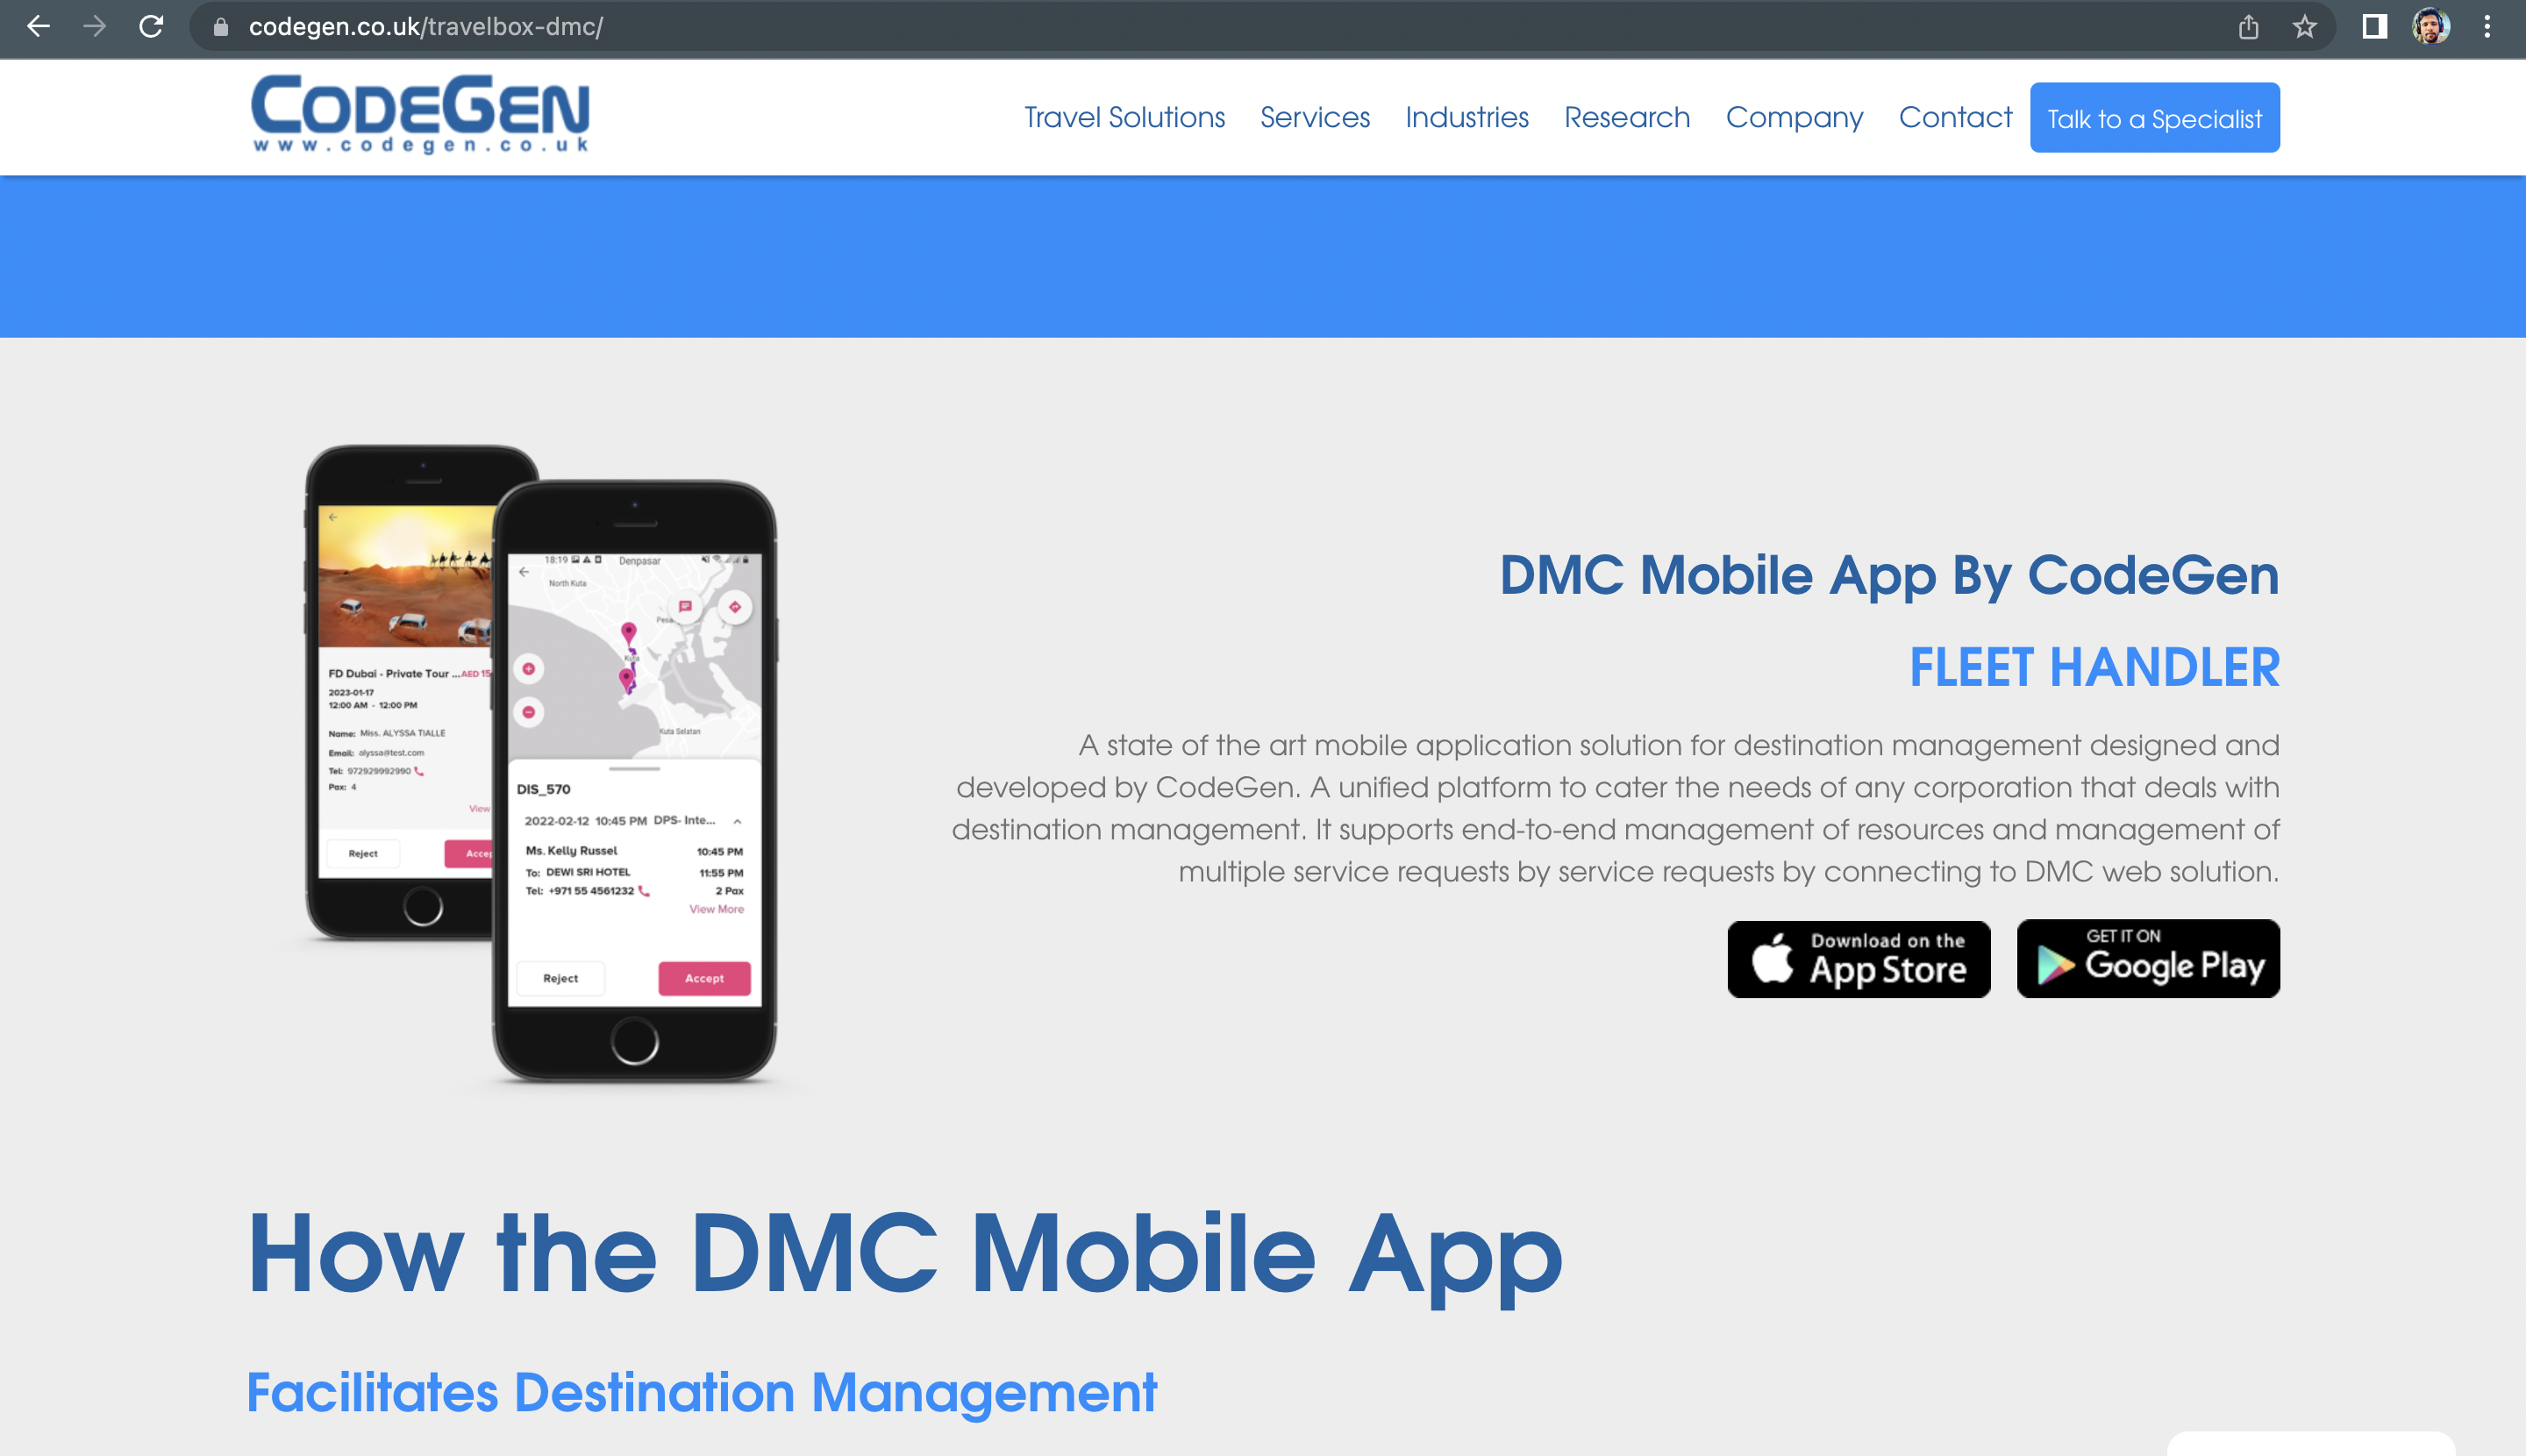 codegen.co.uk/travelbox-dmc/
CODEGEN
www.codegen.co.uk
Travel Solutions
Services
Industries
Research
Company
Contact
Talk to a Specialist
FD Dubai - Private Tour ... AED 15
2023-01-17
12:00 AM - 12:00 PM
Name: Miss. ALYSSA TIALLE
Email: alyssa@test.com
Tel: 972929992990
Pax: 4
View
Reject
Accep
18:19
Denpasar
North Kuta
Pesa
Kuta
Kuta Selatan
DIS_570
2022-02-12 10:45 PM DPS- Inte...
Ms. Kelly Russel 10:45 PM
To: DEWI SRI HOTEL 11:55 PM
Tel: +971 55 4561232 2 Pax
View More
Reject
Accept
DMC Mobile App By CodeGen
FLEET HANDLER
A state of the art mobile application solution for destination management designed and
developed by CodeGen. A unified platform to cater the needs of any corporation that deals with
destination management. It supports end-to-end management of resources and management of
multiple service requests by service requests by connecting to DMC web solution.
Download on the
App Store
GET IT ON
Google Play
How the DMC Mobile App
Facilitates Destination Management